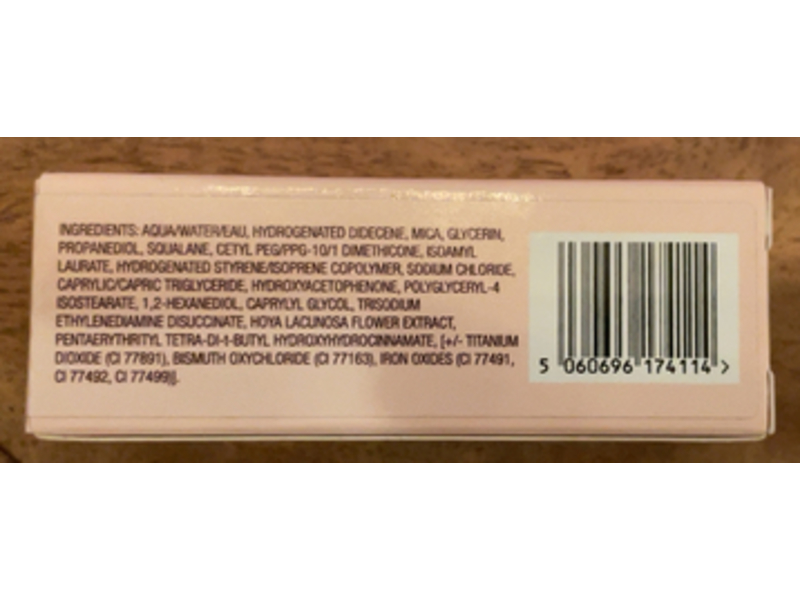 INGREDIENTS: AQUA/WATER/EAU, HYDROGENATED DIDECENE, MICA, GLYCERIN,
PROPANEDIOL, SQUALANE, CETYL PEG/PPG-10/1 DIMETHICONE, ISOAMYL
LAURATE, HYDROGENATED STYRENE/ISOPRENE COPOLYMER, SODIUM CHLORIDE,
CAPRYLIC/CAPRIC TRIGLYCERIDE, HYDROXYACETOPHENONE, POLYGLYCERYL-4
ISOSTEARATE, 1,2-HEXANEDIOL, CAPRYLYL GLYCOL, TRISODIUM
ETHYLENEDIAMINE DISUCCINATE, HOYA LACUNOSA FLOWER EXTRACT,
PENTAERYTHRITYL TETRA-DI-t-BUTYL HYDROXYHYDROCINNAMATE, [+/- TITANIUM
DIOXIDE (CI 77891), BISMUTH OXYCHLORIDE (CI 77163), IRON OXIDES (CI 77491,
CI 77492, CI 77499)].
5 060696 174114 >